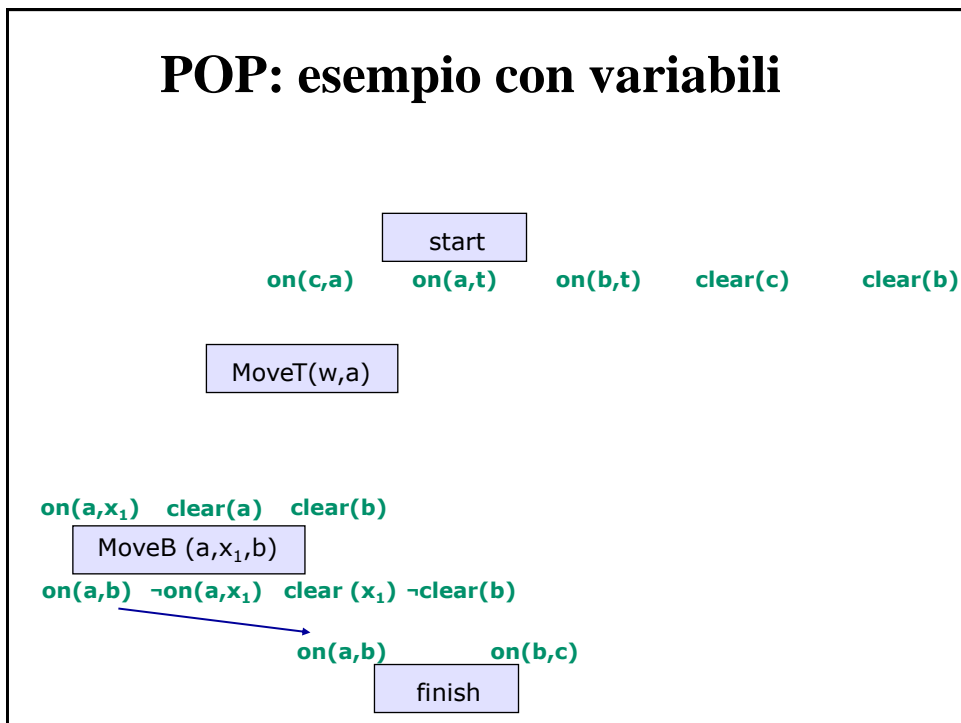 POP: esempio con variabili
start
on(c,a) on(a,t) on(b,t) clear(c) clear(b)
MoveT(w,a)
on(a,x₁) clear(a) clear(b)
MoveB (a,x₁,b)
on(a,b) ¬on(a,x₁) clear (x₁) ¬clear(b)
on(a,b) on(b,c)
finish